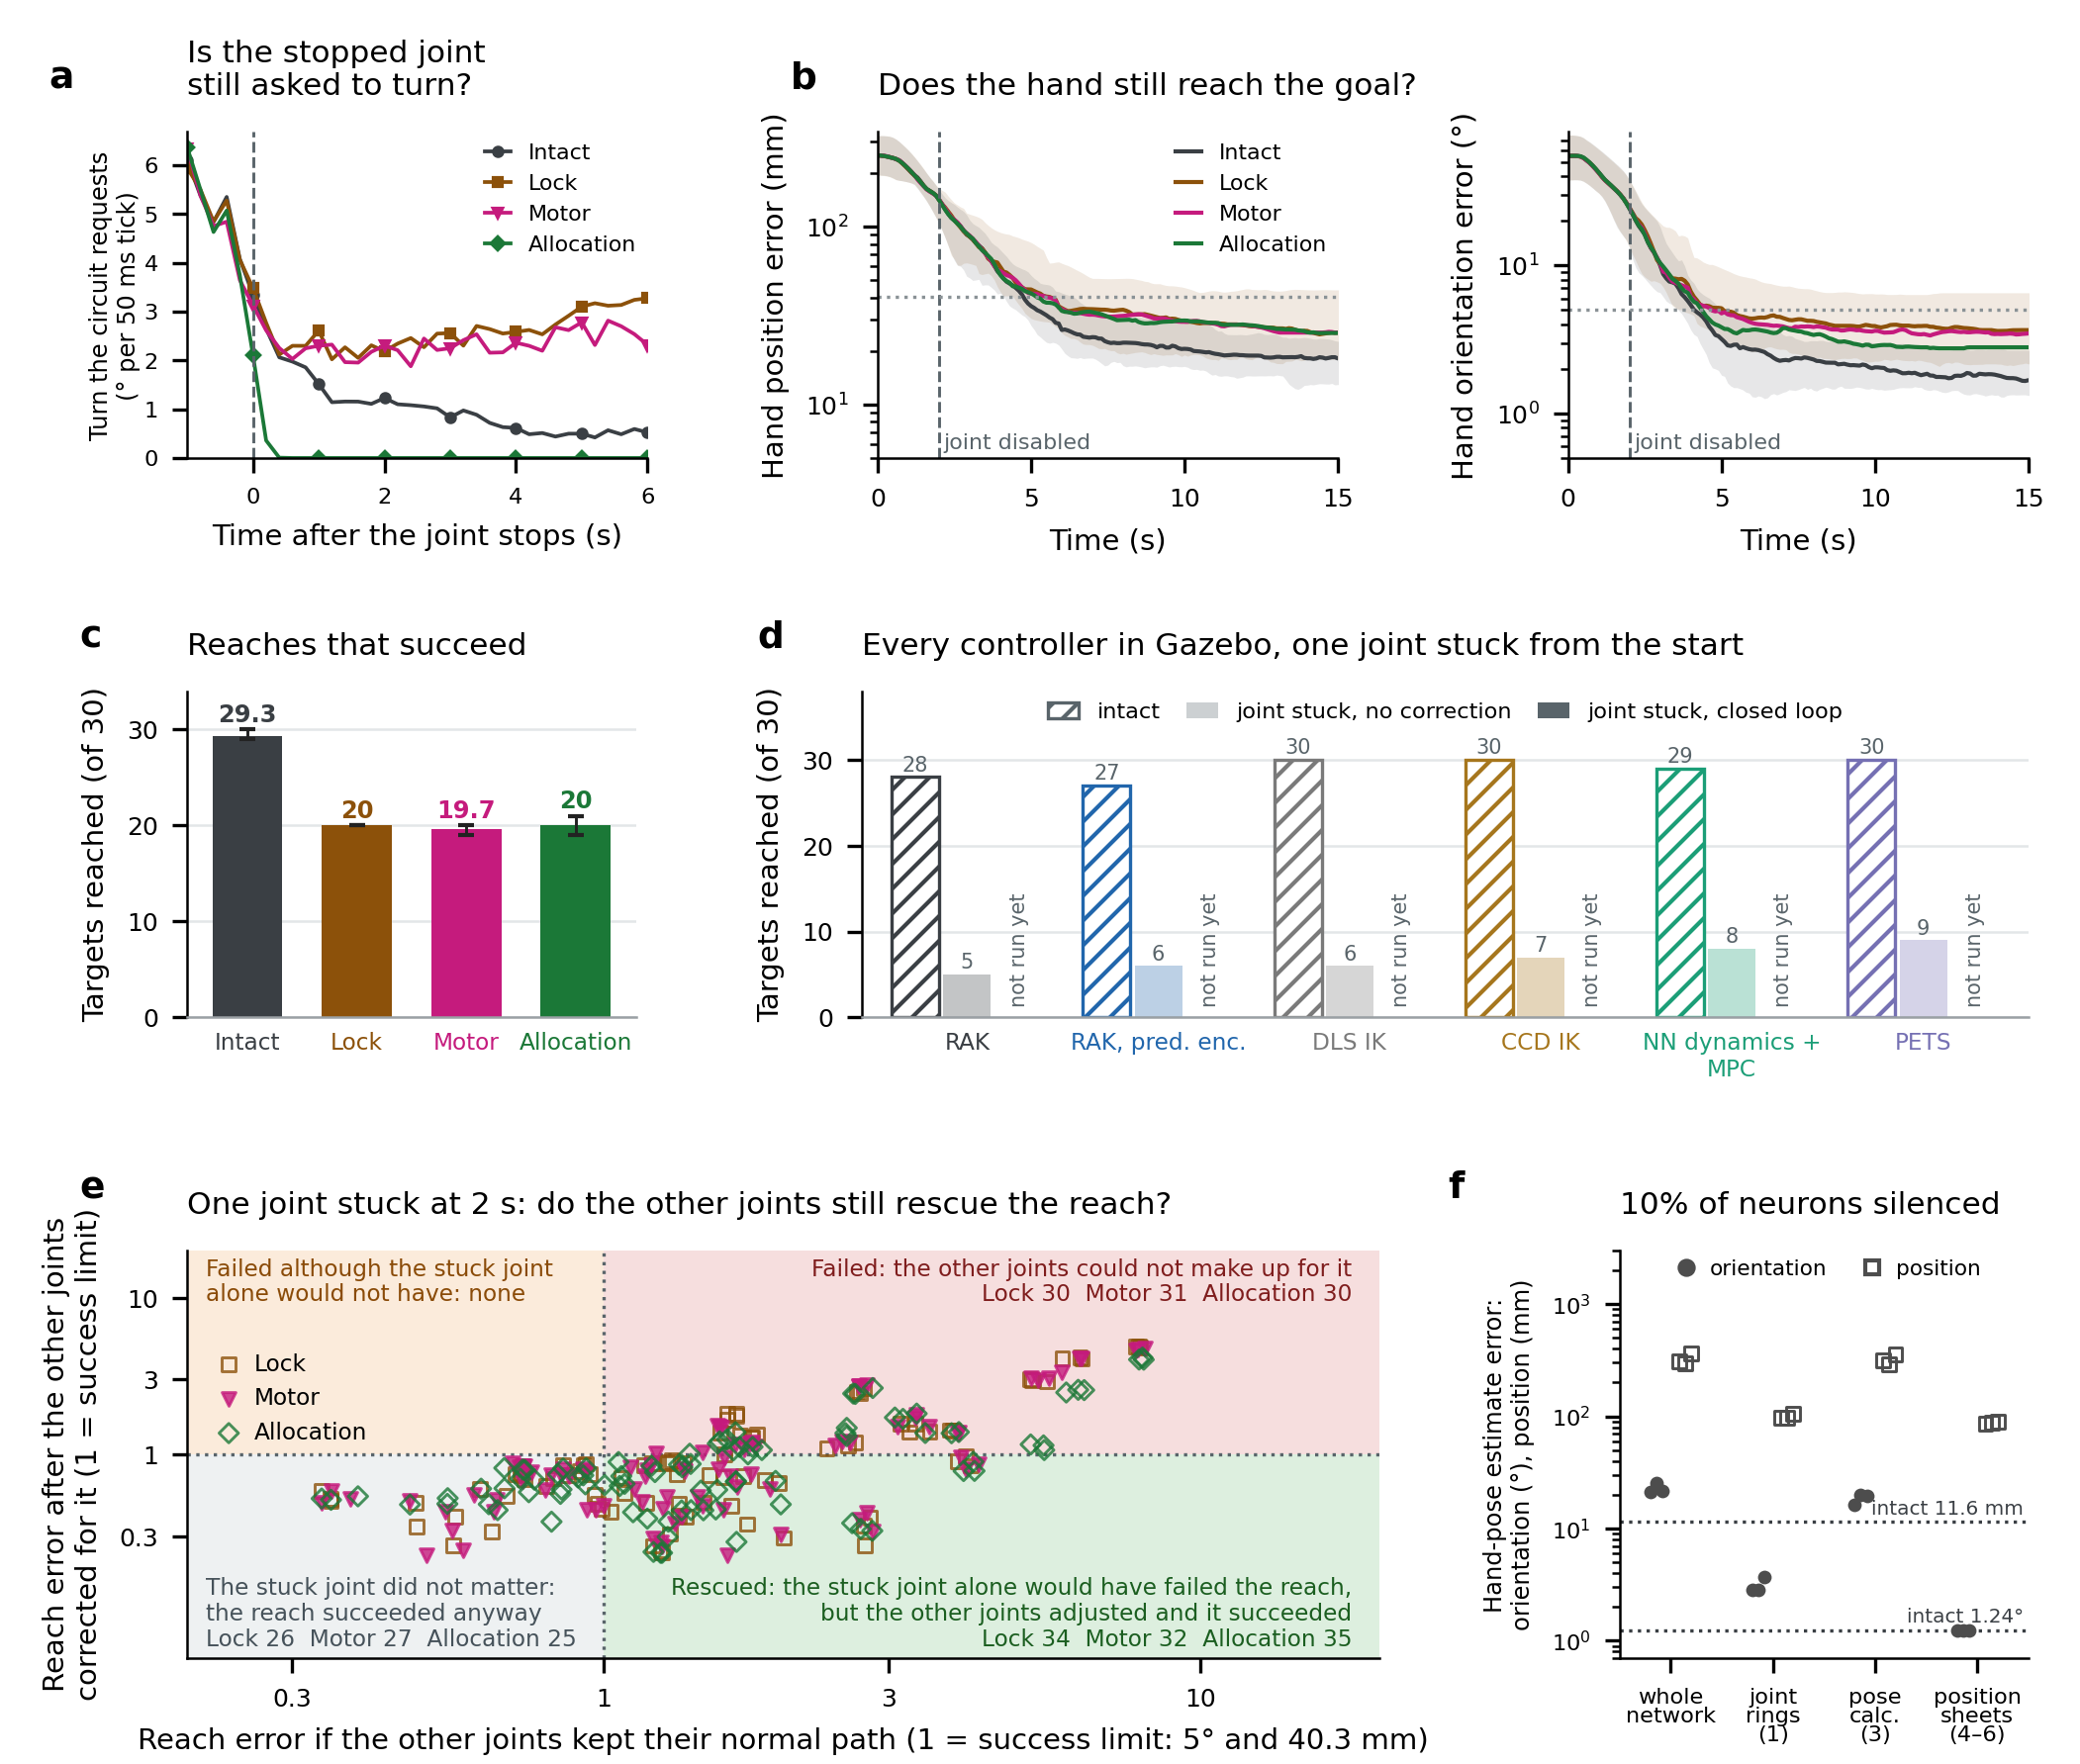 a
Is the stopped joint
still asked to turn?
Turn the circuit requests
(° per 50 ms tick)
6
5
4
3
2
1
0
Intact
Lock
Motor
Allocation
0
2
4
6
Time after the joint stops (s)
b
Does the hand still reach the goal?
Hand position error (mm)
10²
10¹
Intact
Lock
Motor
Allocation
joint disabled
0
5
10
15
Time (s)
Hand orientation error (°)
10¹
10⁰
joint disabled
0
5
10
15
Time (s)
c
Reaches that succeed
Targets reached (of 30)
30
20
10
0
29.3
20
19.7
20
Intact
Lock
Motor
Allocation
d
Every controller in Gazebo, one joint stuck from the start
Targets reached (of 30)
30
20
10
0
intact
joint stuck, no correction
joint stuck, closed loop
28
5
not run yet
27
6
not run yet
30
6
not run yet
30
7
not run yet
29
8
not run yet
30
9
not run yet
RAK
RAK, pred. enc.
DLS IK
CCD IK
NN dynamics +
MPC
PETS
e
One joint stuck at 2 s: do the other joints still rescue the reach?
Reach error after the other joints
corrected for it (1 = success limit)
10
3
1
0.3
Failed although the stuck joint
alone would not have: none
Lock
Motor
Allocation
Failed: the other joints could not make up for it
Lock 30 Motor 31 Allocation 30
The stuck joint did not matter:
the reach succeeded anyway
Lock 26 Motor 27 Allocation 25
Rescued: the stuck joint alone would have failed the reach,
but the other joints adjusted and it succeeded
Lock 34 Motor 32 Allocation 35
0.3
1
3
10
Reach error if the other joints kept their normal path (1 = success limit: 5° and 40.3 mm)
f
10% of neurons silenced
Hand-pose estimate error:
orientation (°), position (mm)
10³
10²
10¹
10⁰
orientation
position
intact 11.6 mm
intact 1.24°
whole
network
joint
rings
(1)
pose
calc.
(3)
position
sheets
(4–6)